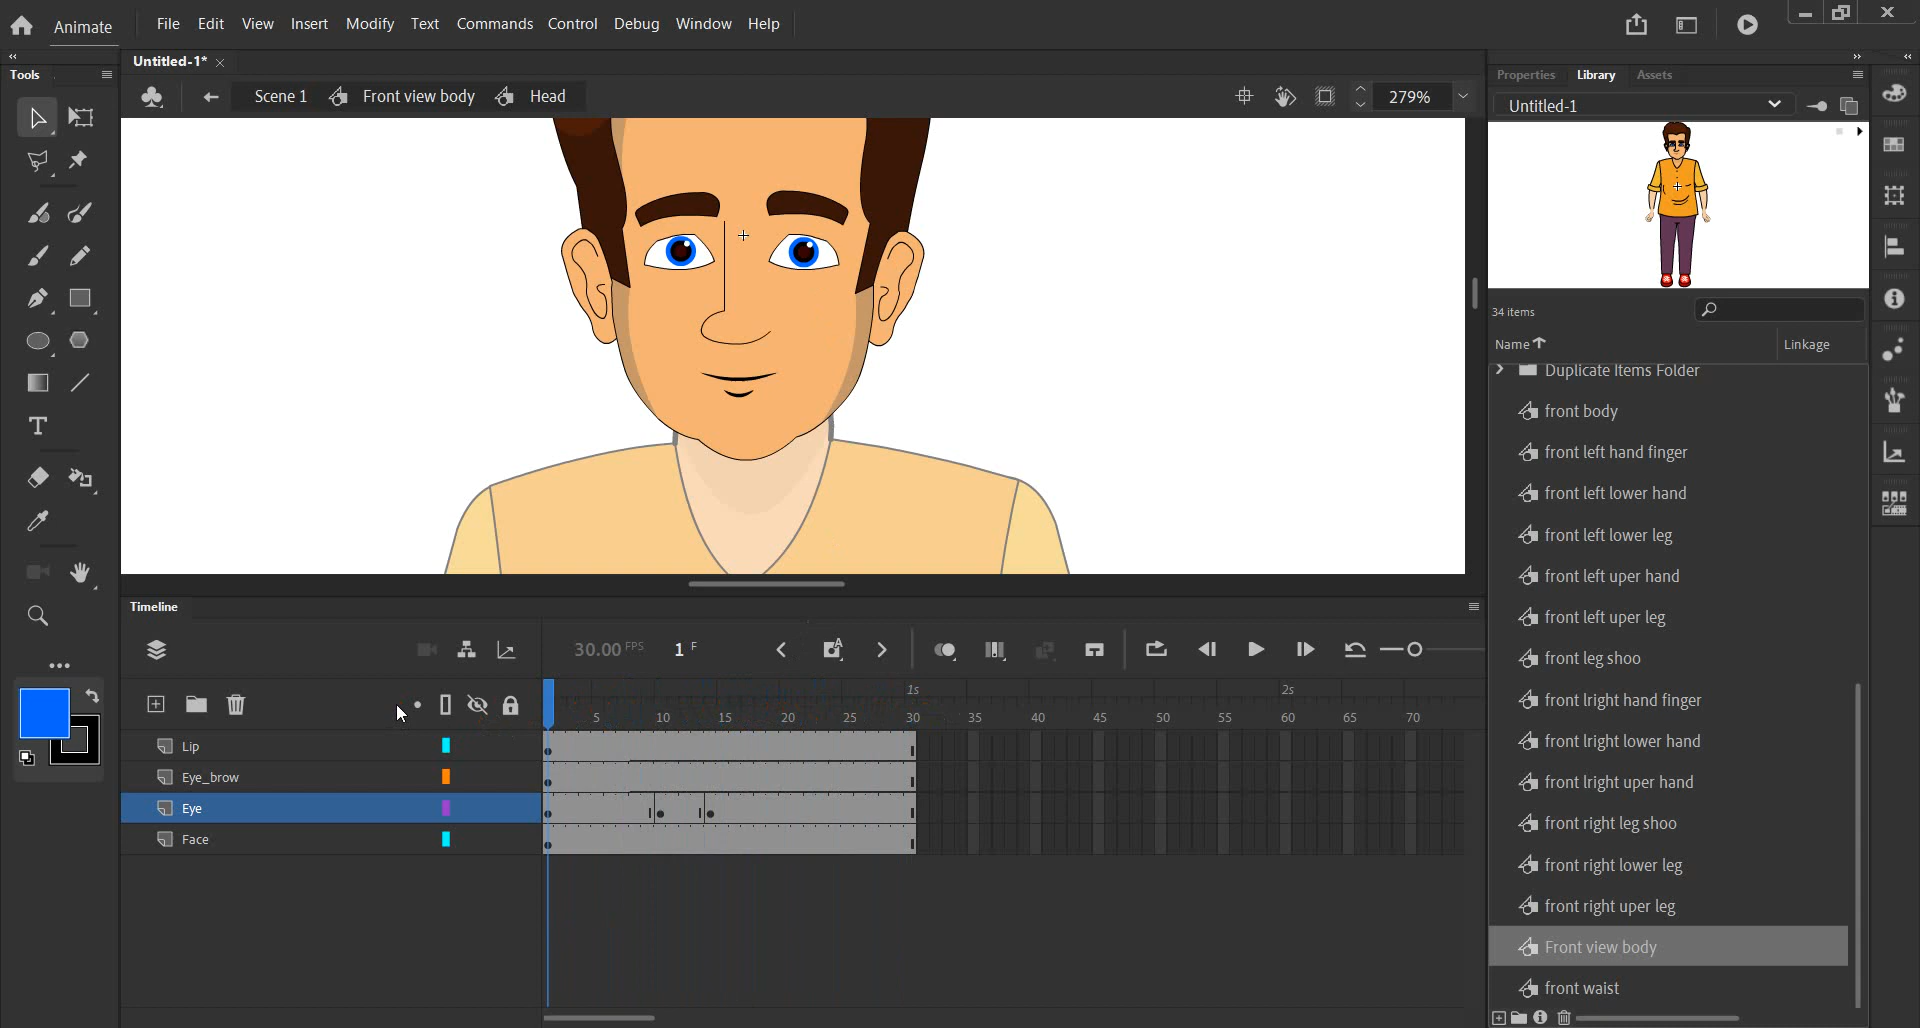 Animate File Edit View Insert Modify Text Commands Control Debug Window Help
Tools
Untitled-1*
Scene 1 Front view body Head 279%
T
Properties Library Assets
Untitled-1
34 items
Name Linkage
Duplicate Items Folder
front body
front left hand finger
front left lower hand
front left lower leg
front left uper hand
front left uper leg
front leg shoo
front lright hand finger
front lright lower hand
front lright uper hand
front right leg shoo
front right lower leg
front right uper leg
Front view body
front waist
Timeline
30.00 FPS 1 F
1s 2s
5 10 15 20 25 30 35 40 45 50 55 60 65 70
Lip
Eye_brow
Eye
Face